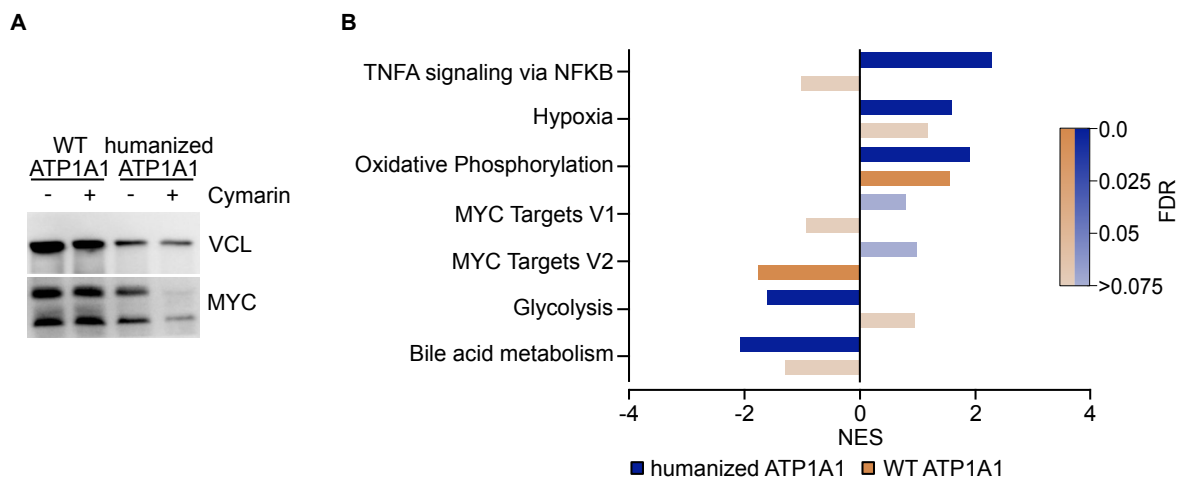 A
B
WT humanized
ATP1A1 ATP1A1
- + - + Cymarin
VCL
MYC
TNFA signaling via NFKB
Hypoxia
Oxidative Phosphorylation
MYC Targets V1
MYC Targets V2
Glycolysis
Bile acid metabolism
-4 -2 0 2 4
NES
humanized ATP1A1 WT ATP1A1
0.0
0.025
0.05
>0.075
FDR